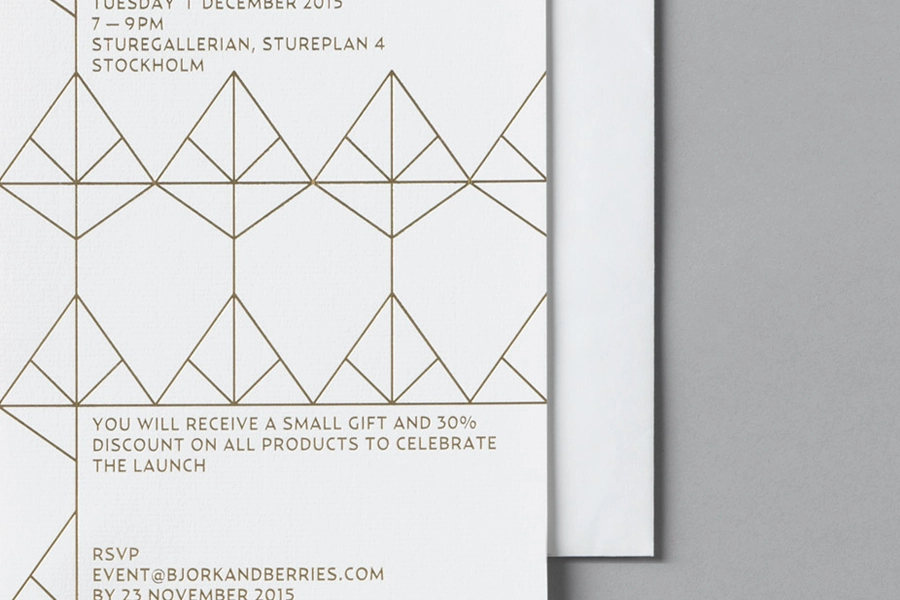 TUESDAY 1 DECEMBER 2015
7 — 9PM
STUREGALLERIAN, STUREPLAN 4
STOCKHOLM
YOU WILL RECEIVE A SMALL GIFT AND 30%
DISCOUNT ON ALL PRODUCTS TO CELEBRATE
THE LAUNCH
RSVP
EVENT@BJORKANDBERRIES.COM
BY 23 NOVEMBER 2015